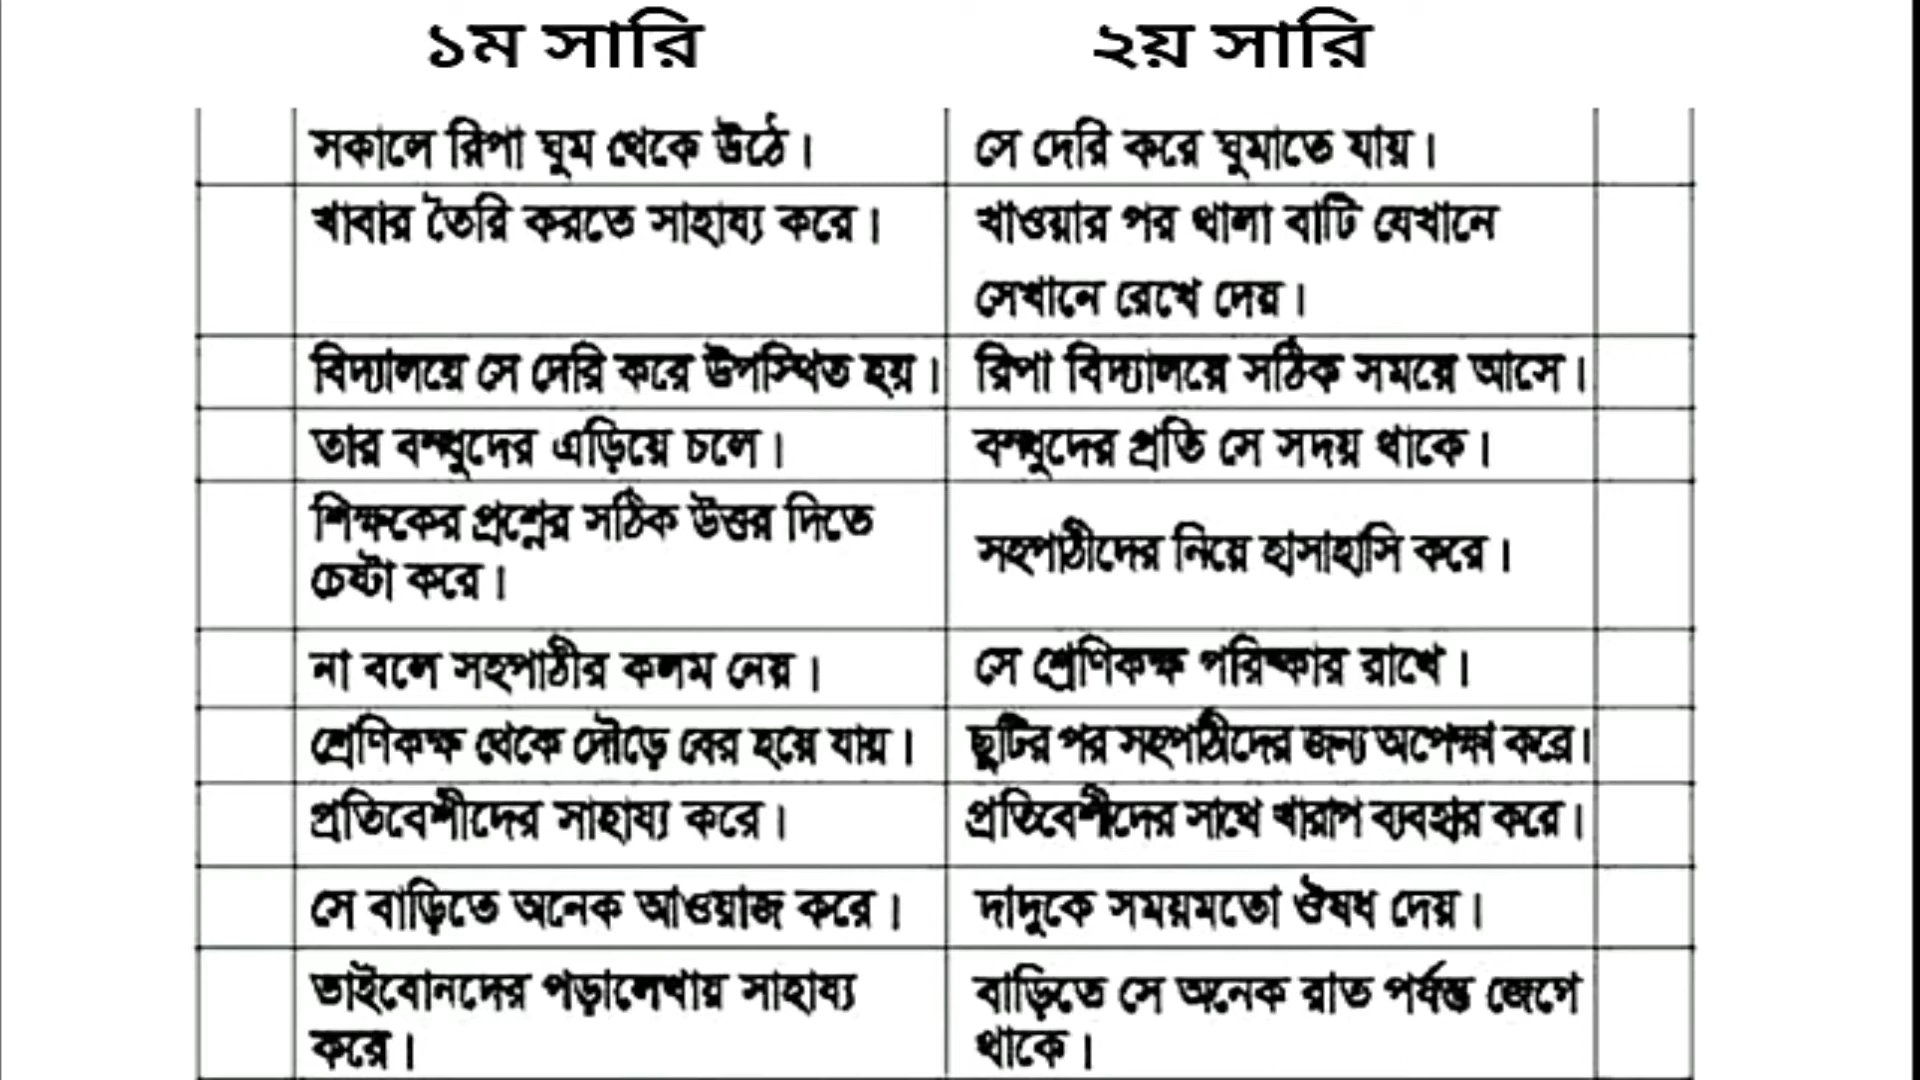 ১ম সারি ২য় সারি
সকালে রিপা ঘুম থেকে উঠে। সে দেরি করে ঘুমাতে যায়।
খাবার তৈরি করতে সাহায্য করে। খাওয়ার পর থালা বাটি যেখানে
সেখানে রেখে দেয়।
বিদ্যালয়ে সে দেরি করে উপস্থিত হয়। রিপা বিদ্যালয়ে সঠিক সময়ে আসে।
তার বন্ধুদের এড়িয়ে চলে। বন্ধুদের প্রতি সে সদয় থাকে।
শিক্ষকের প্রশ্নের সঠিক উত্তর দিতে
চেষ্টা করে।
সহপাঠীদের নিয়ে হাসাহাসি করে।
না বলে সহপাঠীর কলম নেয়। সে শ্রেণিকক্ষ পরিষ্কার রাখে।
শ্রেণিকক্ষ থেকে দৌড়ে বের হয়ে যায়। ছুটির পর সহপাঠীদের জন্য অপেক্ষা করে।
প্রতিবেশীদের সাহায্য করে। প্রতিবেশীদের সাথে খারাপ ব্যবহার করে।
সে বাড়িতে অনেক আওয়াজ করে। দাদুকে সময়মতো ঔষধ দেয়।
ভাইবোনদের পড়ালেখায় সাহায্য
করে।
বাড়িতে সে অনেক রাত পর্যন্ত জেগে
থাকে।